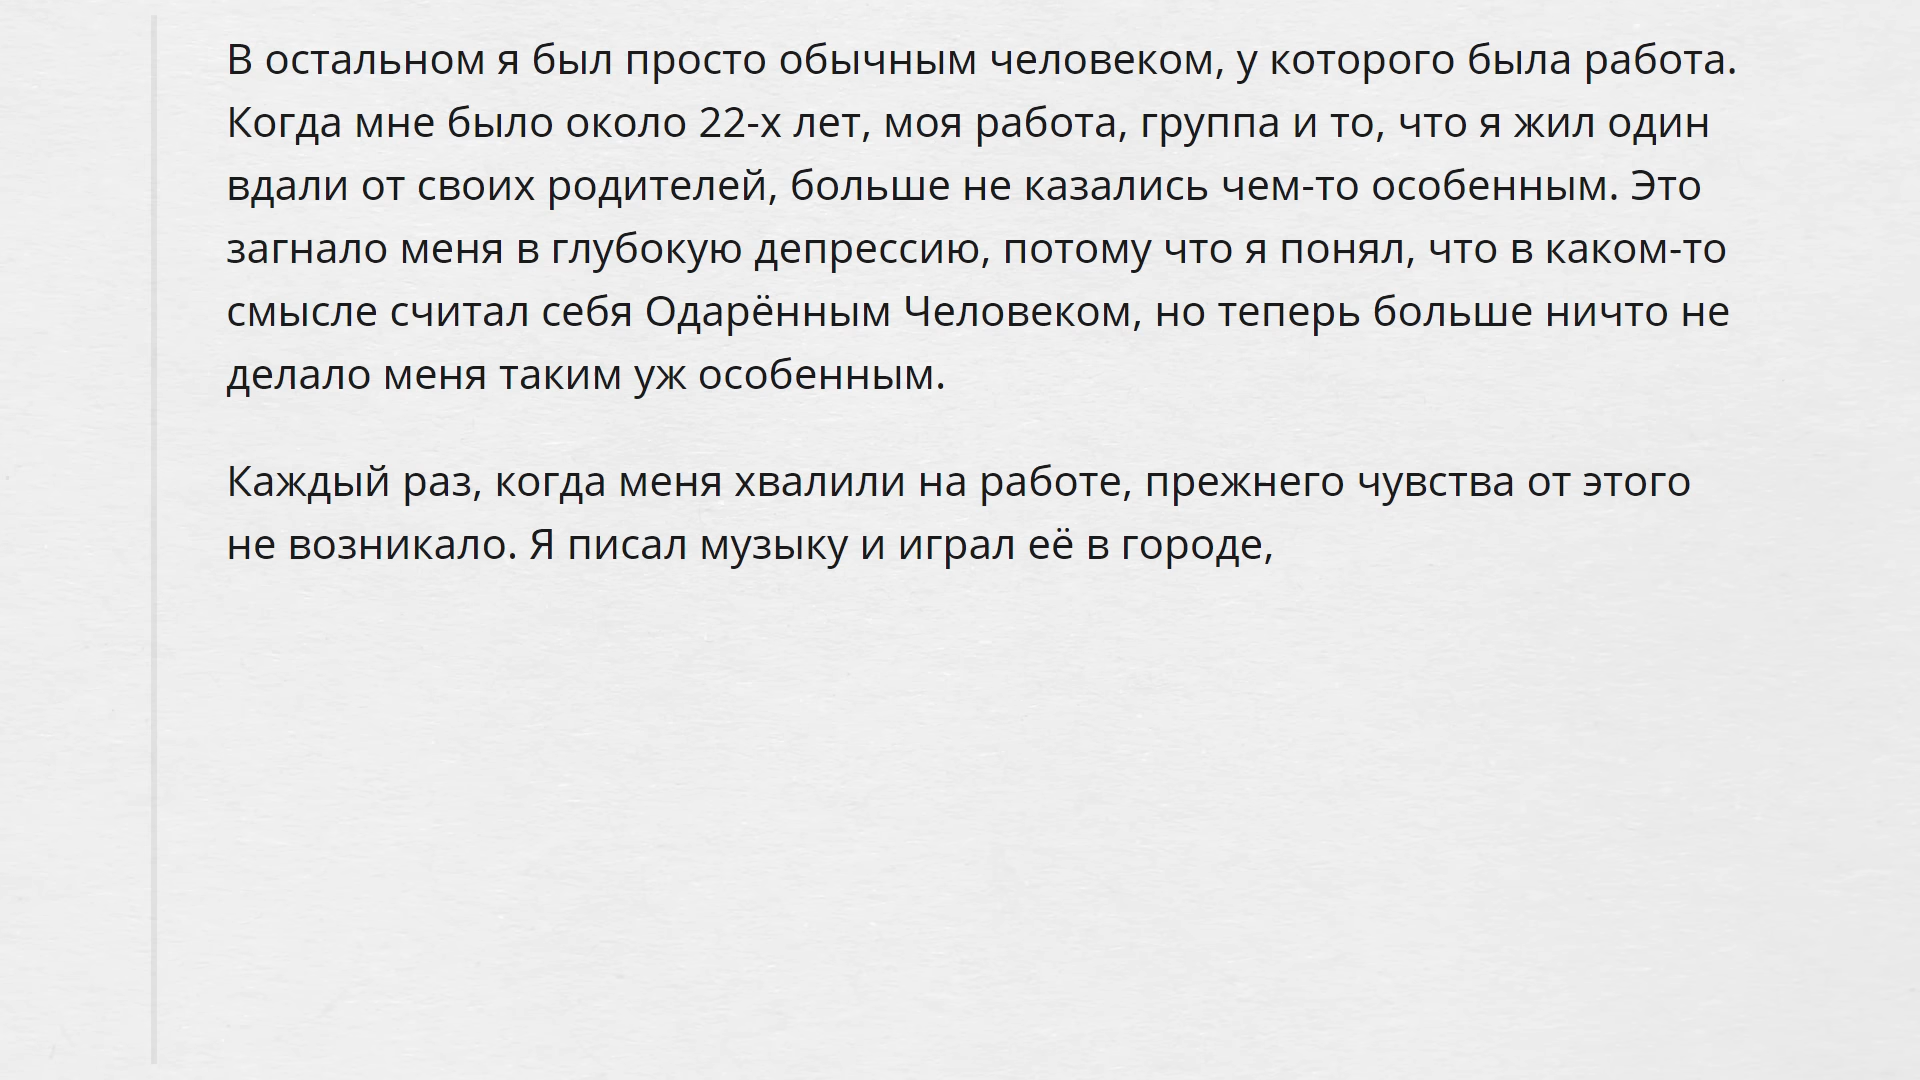 В остальном я был просто обычным человеком, у которого была работа.
Когда мне было около 22-х лет, моя работа, группа и то, что я жил один
вдали от своих родителей, больше не казались чем-то особенным. Это
загнало меня в глубокую депрессию, потому что я понял, что в каком-то
смысле считал себя Одарённым Человеком, но теперь больше ничто не
делало меня таким уж особенным.
Каждый раз, когда меня хвалили на работе, прежнего чувства от этого
не возникало. Я писал музыку и играл её в городе,